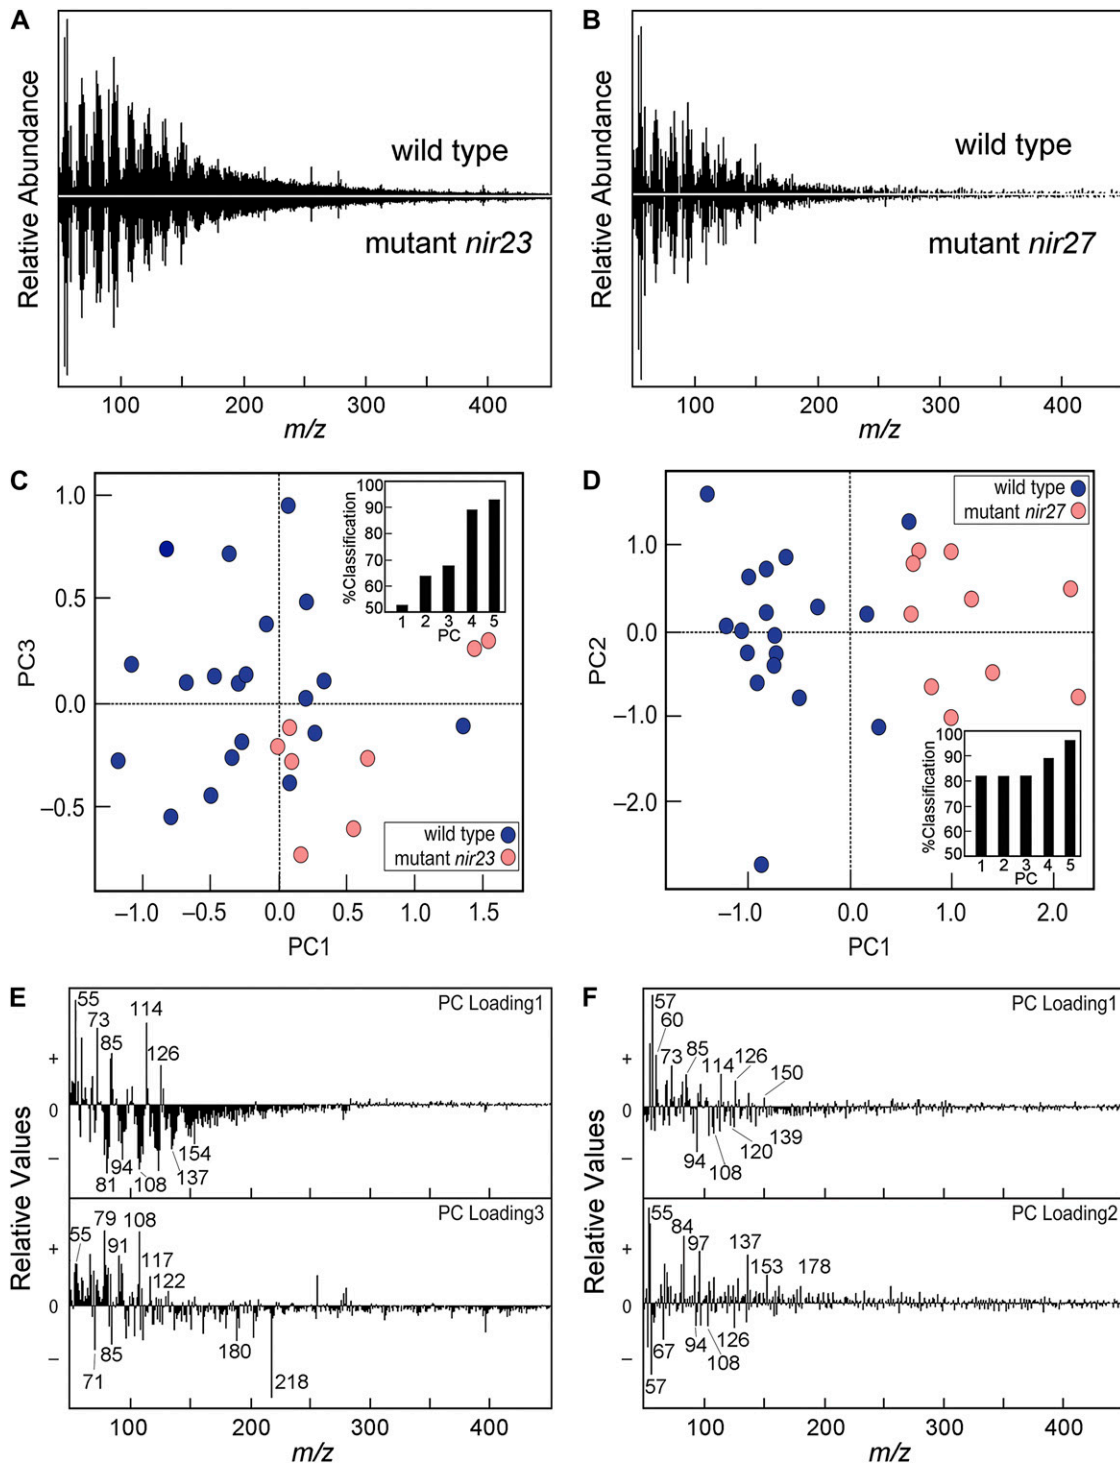 A
Relative Abundance
wild type
mutant nir23
100 200 300 400
m/z
B
Relative Abundance
wild type
mutant nir27
100 200 300 400
m/z
C
PC3
1.0
0.5
0.0
–0.5
–1.0 –0.5 0.0 0.5 1.0 1.5
PC1
%Classification
100
90
80
70
60
50
1 2 3 4 5
PC
wild type
mutant nir23
D
PC2
1.0
0.0
–1.0
–2.0
–1.0 0.0 1.0 2.0
PC1
wild type
mutant nir27
%Classification
100
90
80
70
60
50
1 2 3 4 5
PC
E
Relative Values
PC Loading1
55
73
85
114
126
+
0
–
81
94
108
137
154
PC Loading3
55
79
91
108
117
122
+
0
–
71
85
180
218
100 200 300 400
m/z
F
Relative Values
PC Loading1
57
60
73
85
114
126
150
+
0
–
94
108
120
139
PC Loading2
55
84
97
137
153
178
+
0
–
67
57
94
108
126
100 200 300 400
m/z